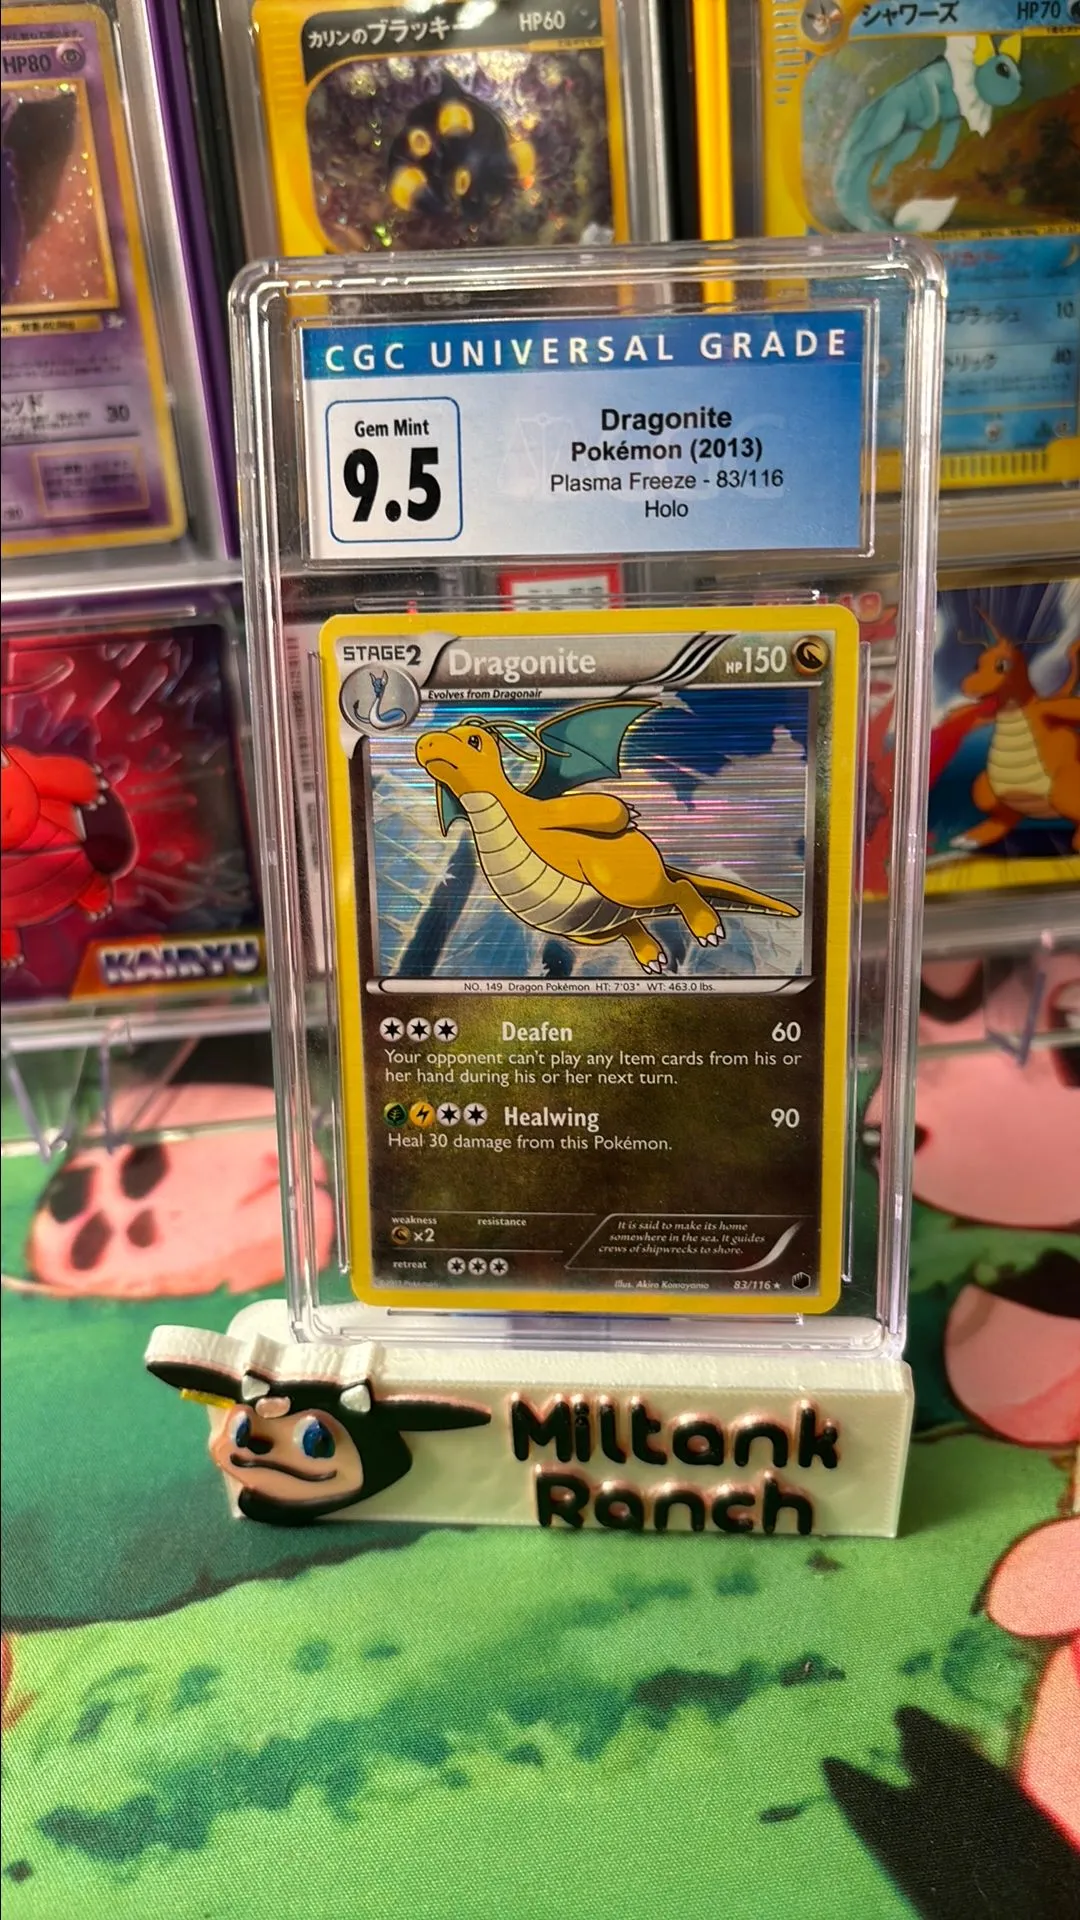 カリンのブラッキー HP60
シャワーズ HP70
HP80
30
10
40
CGC UNIVERSAL GRADE
Gem Mint
9.5
Dragonite
Pokémon (2013)
Plasma Freeze - 83/116
Holo
STAGE2 Dragonite HP150
Evolves from Dragonair
KAIRYU
NO. 149 Dragon Pokémon HT: 7'03" WT: 463.0 lbs.
Deafen 60
Your opponent can't play any Item cards from his or
her hand during his or her next turn.
Healwing 90
Heal 30 damage from this Pokémon.
weakness resistance
×2
retreat
It is said to make its home
somewhere in the sea. It guides
crews of shipwrecks to shore.
©2013 Pokémon
Illus. Akira Komayama 83/116
Miltank
Ranch